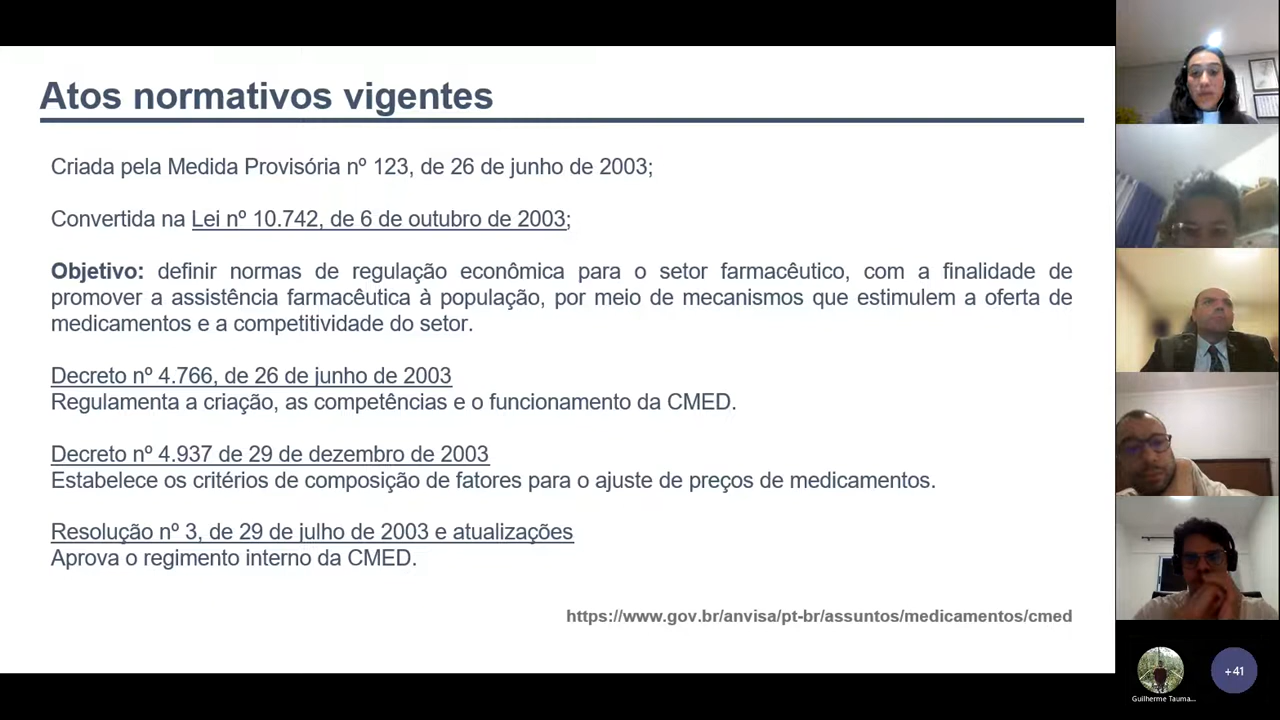 Atos normativos vigentes
Criada pela Medida Provisória nº 123, de 26 de junho de 2003;
Convertida na Lei nº 10.742, de 6 de outubro de 2003;
Objetivo: definir normas de regulação econômica para o setor farmacêutico, com a finalidade de
promover a assistência farmacêutica à população, por meio de mecanismos que estimulem a oferta de
medicamentos e a competitividade do setor.
Decreto nº 4.766, de 26 de junho de 2003
Regulamenta a criação, as competências e o funcionamento da CMED.
Decreto nº 4.937 de 29 de dezembro de 2003
Estabelece os critérios de composição de fatores para o ajuste de preços de medicamentos.
Resolução nº 3, de 29 de julho de 2003 e atualizações
Aprova o regimento interno da CMED.
https://www.gov.br/anvisa/pt-br/assuntos/medicamentos/cmed
Guilherme Tauma...
+41